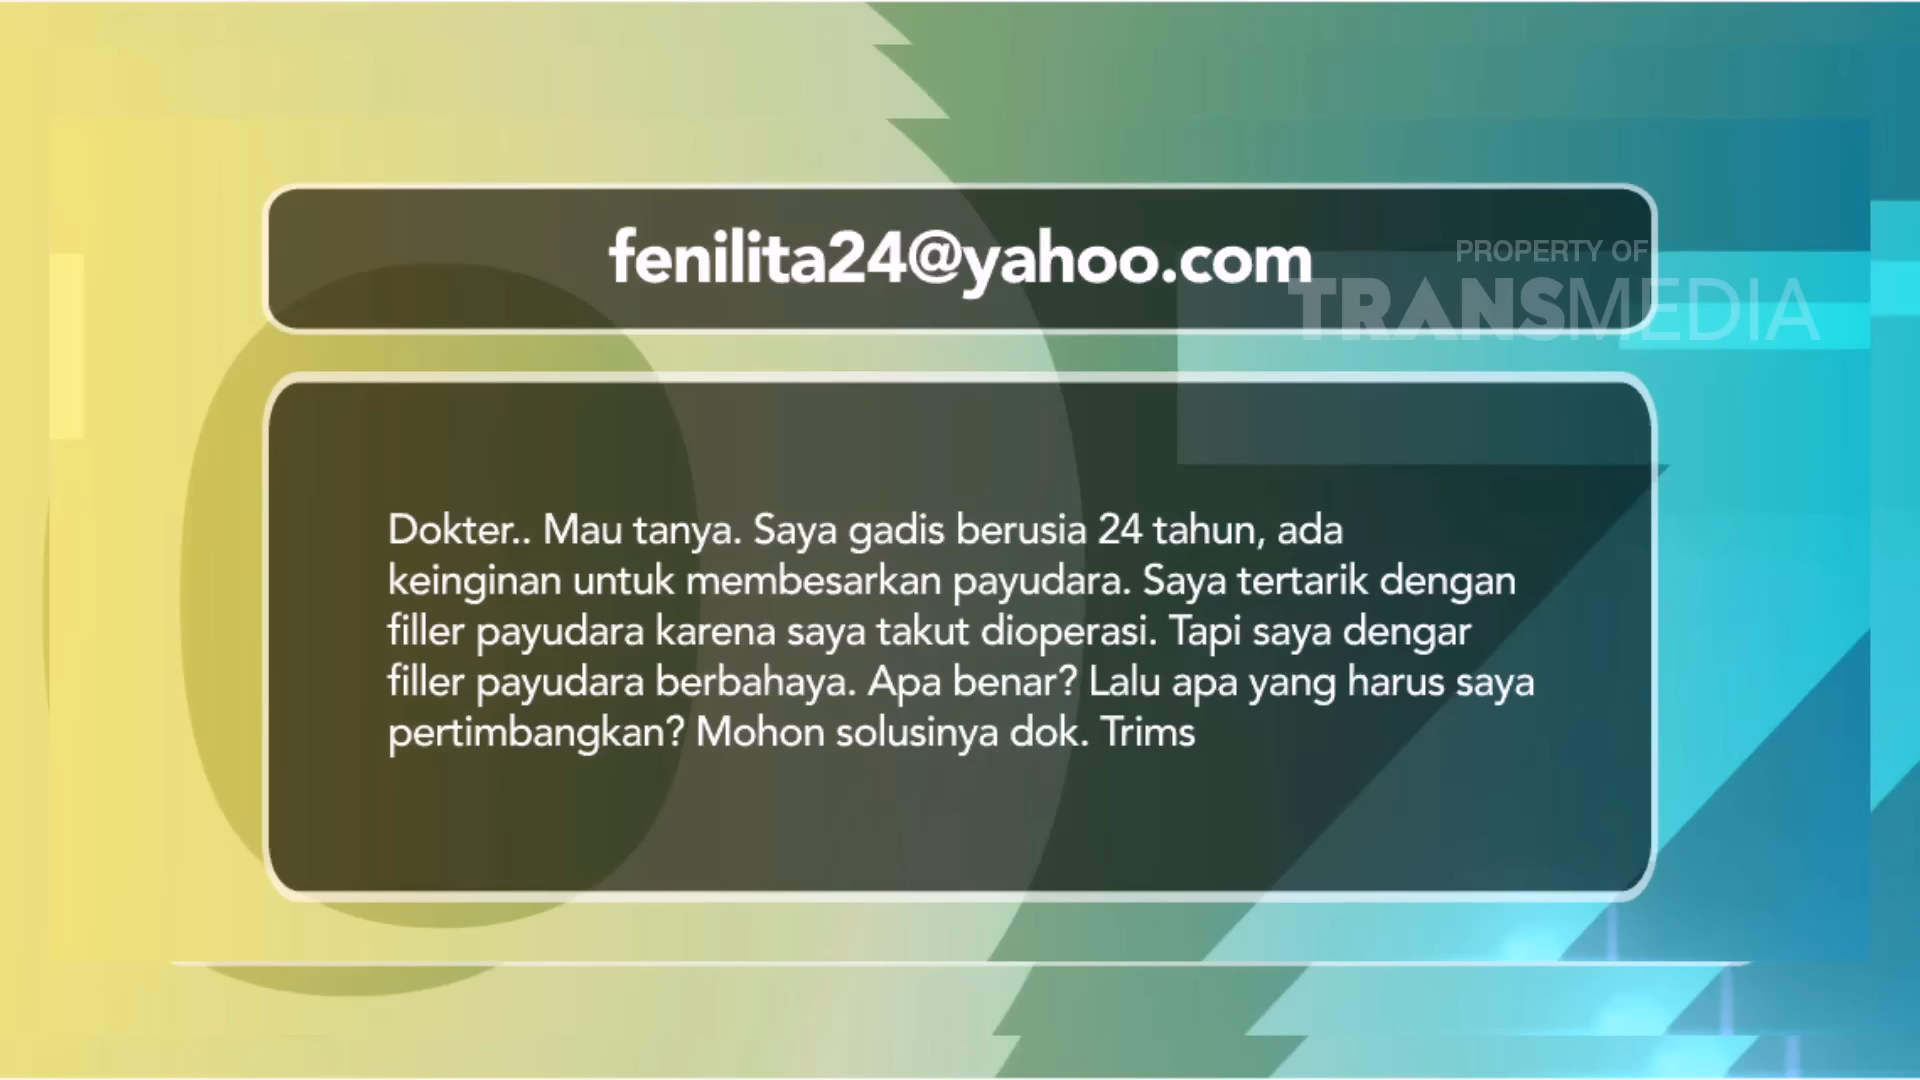 fenilita24@yahoo.com
PROPERTY OF
TRANSMEDIA
Dokter.. Mau tanya. Saya gadis berusia 24 tahun, ada
keinginan untuk membesarkan payudara. Saya tertarik dengan
filler payudara karena saya takut dioperasi. Tapi saya dengar
filler payudara berbahaya. Apa benar? Lalu apa yang harus saya
pertimbangkan? Mohon solusinya dok. Trims